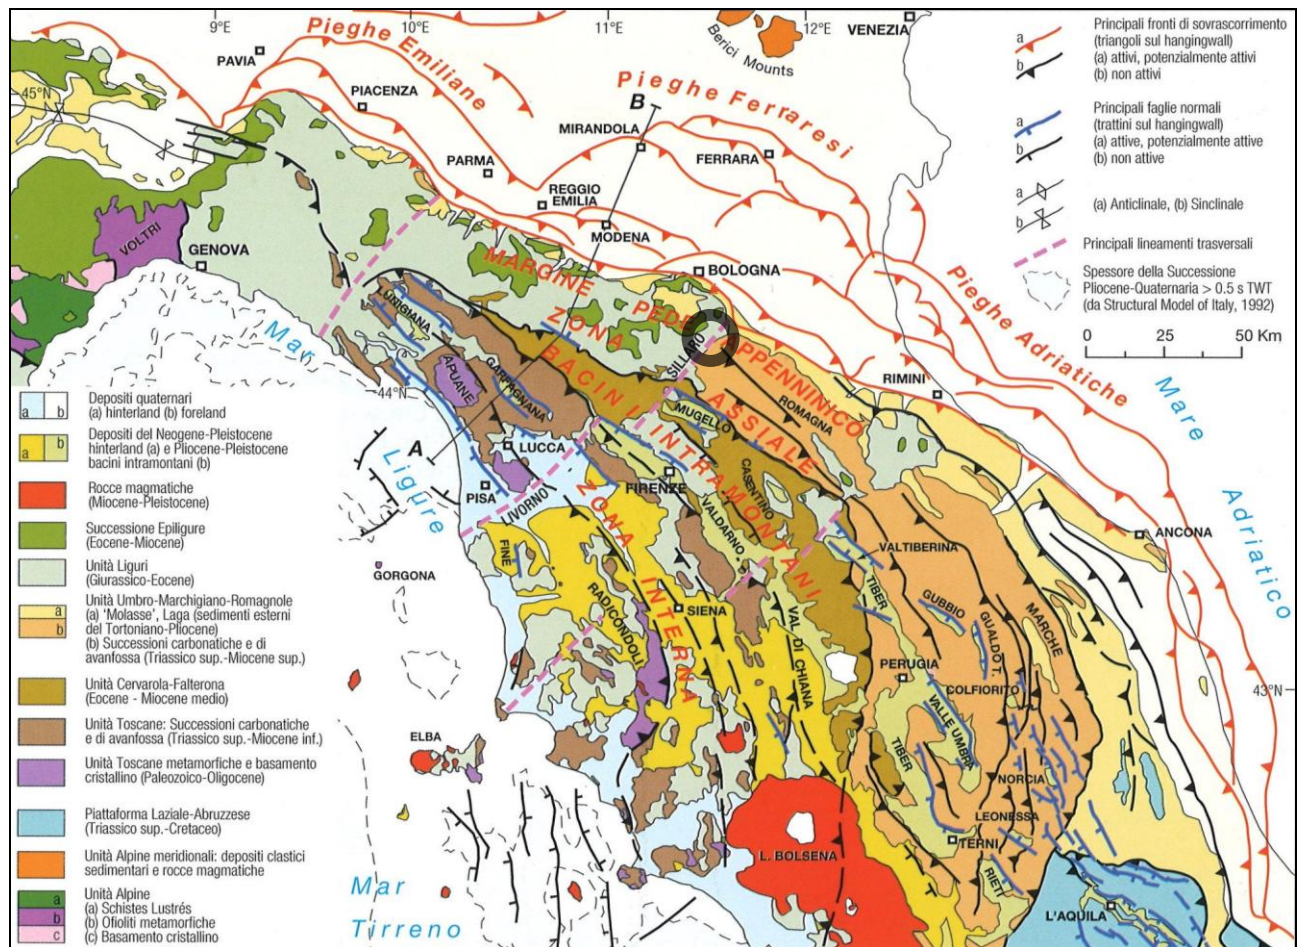 9°E
10°E
11°E
12°E
VENEZIA
PAVIA
Pieghe Emiliane
Berici Mounts
45°N
PIACENZA
Pieghe Ferraresi
B
MIRANDOLA
FERRARA
PARMA
REGGIO
EMILIA
MODENA
VOLTRI
GENOVA
BOLOGNA
MARGINE PEDEAPPENNINICO
Pieghe Adriatiche
LUNIGIANA
ZONA ASSIALE
SILLARO
Mar Ligure
BACINI INTRAMONTANI
APUANE
GARFAGNANA
RIMINI
44°N
ROMAGNA
MUGELLO
Mare Adriatico
A
LUCCA
PISA
LIVORNO
FIRENZE
CASENTINO
ZONA INTERNA
VALDARNO
ANCONA
FINE
VALTIBERINA
GORGONA
RADICONDOLI
SIENA
TIBER
GUBBIO
GUALDO T.
MARCHE
VAL DI CHIANA
PERUGIA
COLFIORITO
43°N
VALLE UMBRA
ELBA
TIBER
NORCIA
LEONESSA
L. BOLSENA
TERNI
RIETI
Mar
Tirreno
L'AQUILA
Principali fronti di sovrascorrimento
a
(triangoli sul hangingwall)
b
(a) attivi, potenzialmente attivi
(b) non attivi
Principali faglie normali
a
(trattini sul hangingwall)
b
(a) attive, potenzialmente attive
(b) non attive
a
b
(a) Anticlinale, (b) Sinclinale
Principali lineamenti trasversali
Spessore della Successione
Pliocene-Quaternaria > 0.5 s TWT
(da Structural Model of Italy, 1992)
0 25 50 Km
a b
Depositi quaternari
(a) hinterland (b) foreland
a b
Depositi del Neogene-Pleistocene
hinterland (a) e Pliocene-Pleistocene
bacini intramontani (b)
Rocce magmatiche
(Miocene-Pleistocene)
Successione Epiligure
(Eocene-Miocene)
Unità Liguri
(Giurassico-Eocene)
a
b
Unità Umbro-Marchigiano-Romagnole
(a) 'Molasse', Laga (sedimenti esterni
del Tortoniano-Pliocene)
(b) Successioni carbonatiche e di
avanfossa (Triassico sup.-Miocene sup.)
Unità Cervarola-Falterona
(Eocene - Miocene medio)
Unità Toscane: Successioni carbonatiche
e di avanfossa (Triassico sup.-Miocene inf.)
Unità Toscane metamorfiche e basamento
cristallino (Paleozoico-Oligocene)
Piattaforma Laziale-Abruzzese
(Triassico sup.-Cretaceo)
Unità Alpine meridionali: depositi clastici
sedimentari e rocce magmatiche
a
b
c
Unità Alpine
(a) Schistes Lustrés
(b) Ofioliti metamorfiche
(c) Basamento cristallino